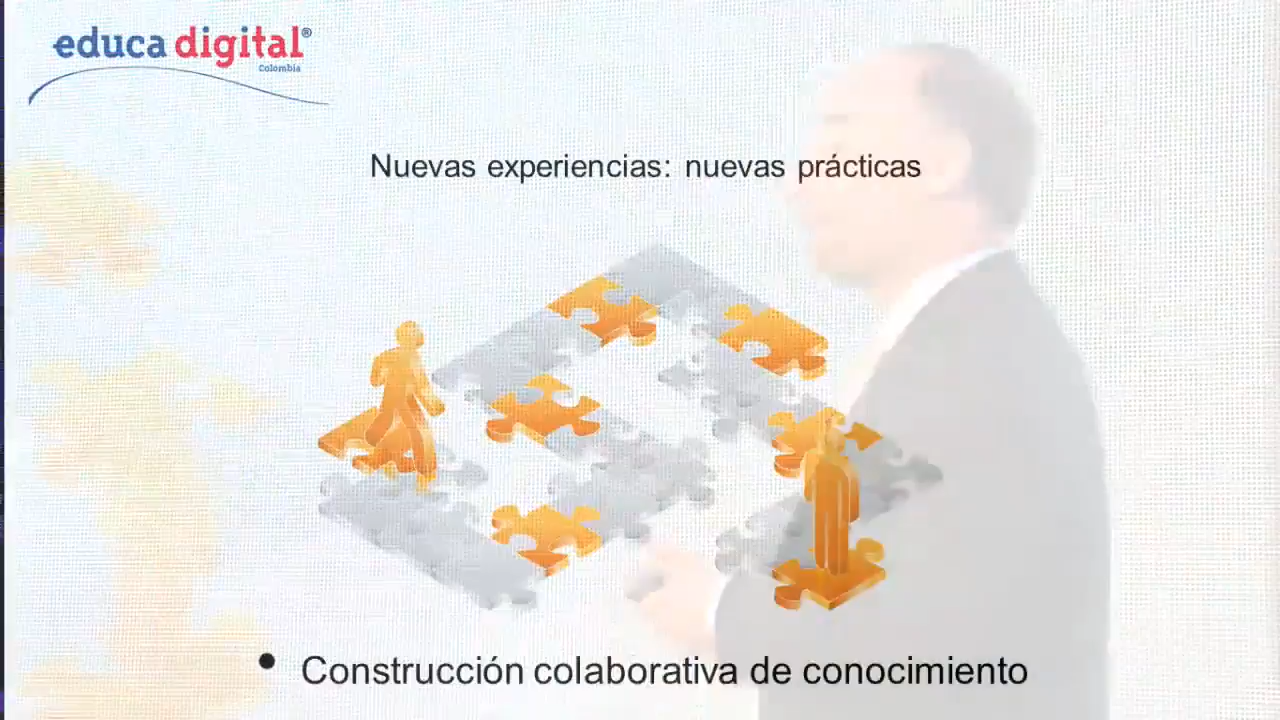 educa digital®
Colombia
Nuevas experiencias: nuevas prácticas
• Construcción colaborativa de conocimiento